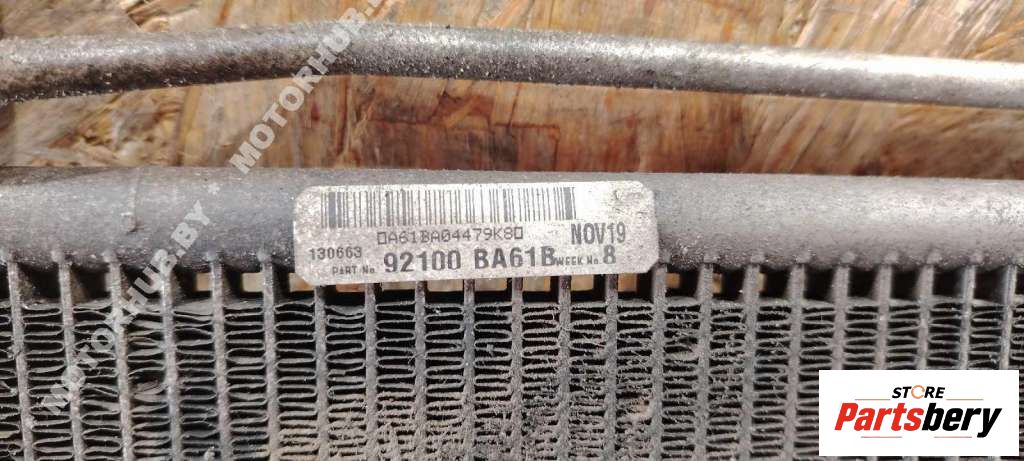 MOTORHUB.BY * MOTORHUB.BY
▯A61BA04479K8▯
130663
NOV19
PART No. 92100 BA61B WEEK No. 8
STORE
Partsbery